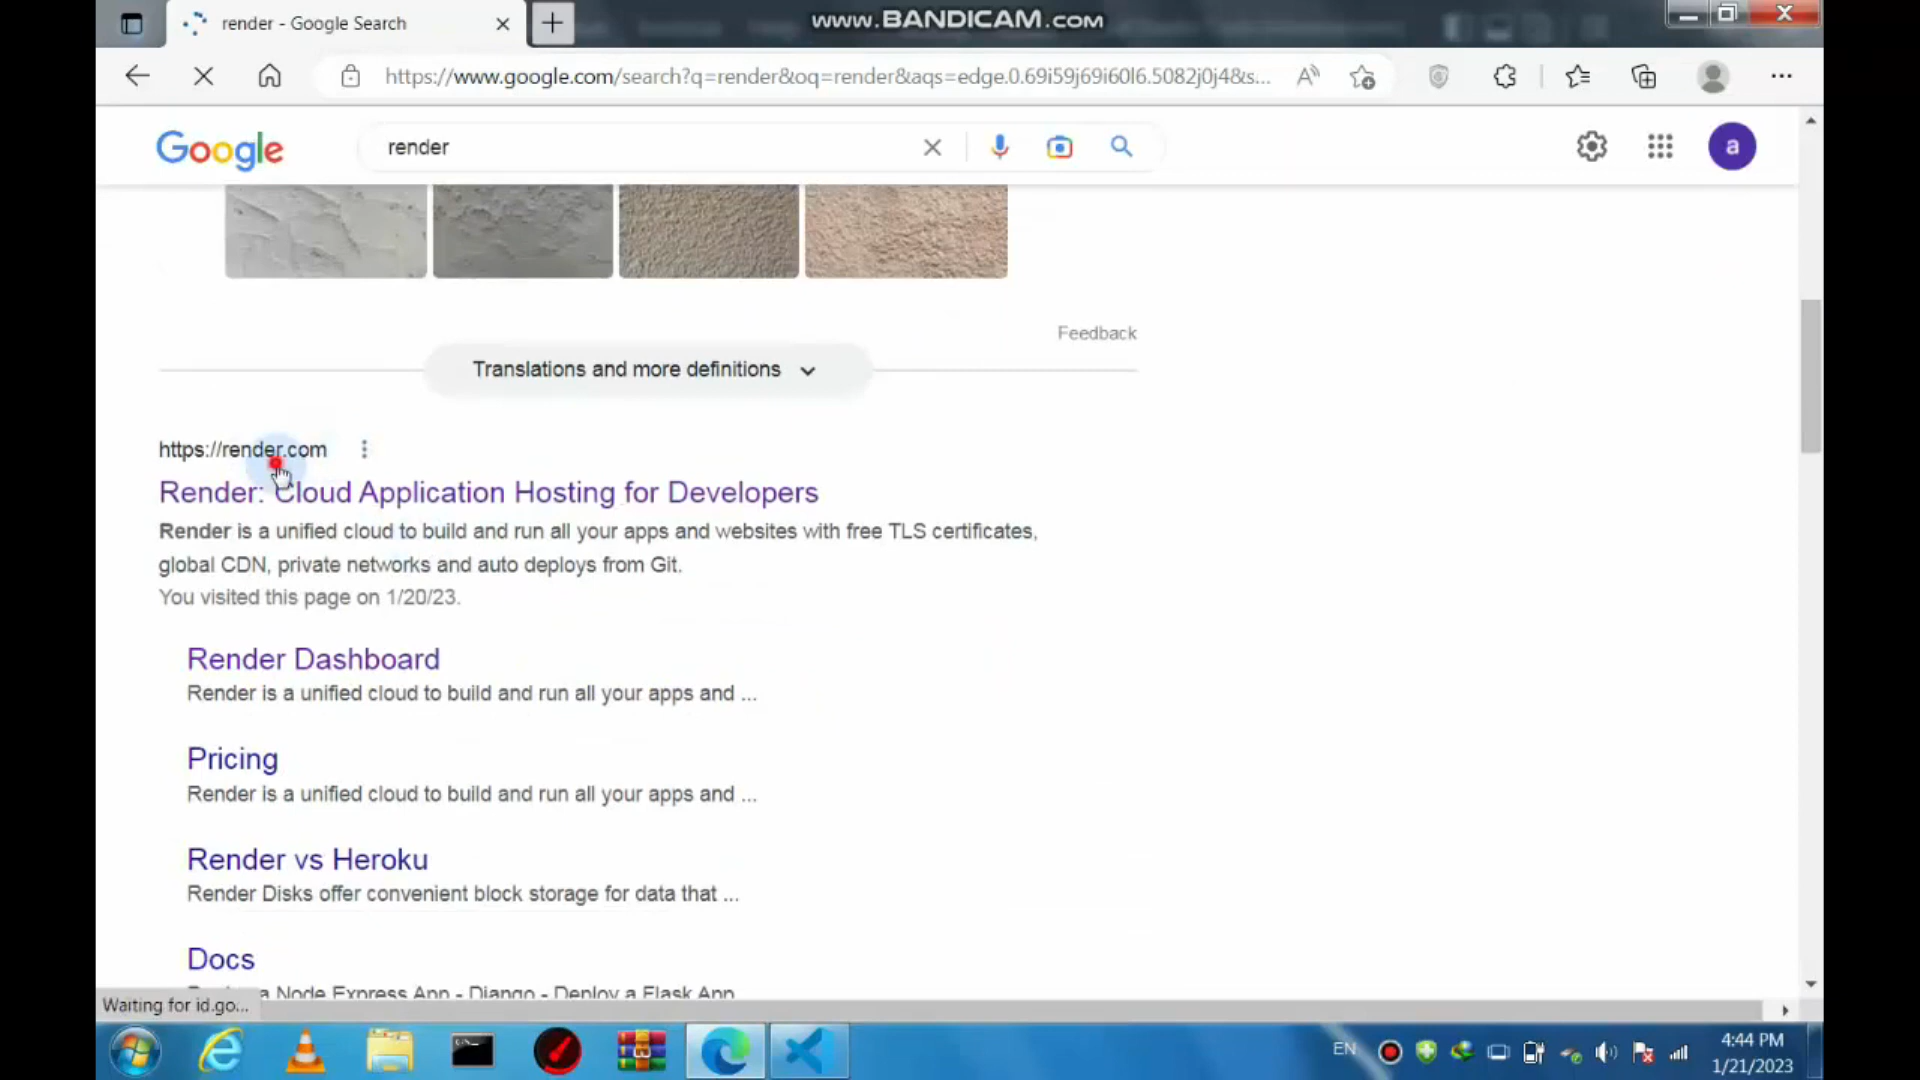 render - Google Search
www.BANDICAM.com
https://www.google.com/search?q=render&oq=render&aqs=edge.0.69i59j69i60l6.5082j0j4&s...
Google
render
a
Feedback
Translations and more definitions
https://render.com
Render: Cloud Application Hosting for Developers
Render is a unified cloud to build and run all your apps and websites with free TLS certificates,
global CDN, private networks and auto deploys from Git.
You visited this page on 1/20/23.
Render Dashboard
Render is a unified cloud to build and run all your apps and ...
Pricing
Render is a unified cloud to build and run all your apps and ...
Render vs Heroku
Render Disks offer convenient block storage for data that ...
Docs
a Node Express App - Django - Deploy a Flask App
Waiting for id.go...
EN
4:44 PM
1/21/2023